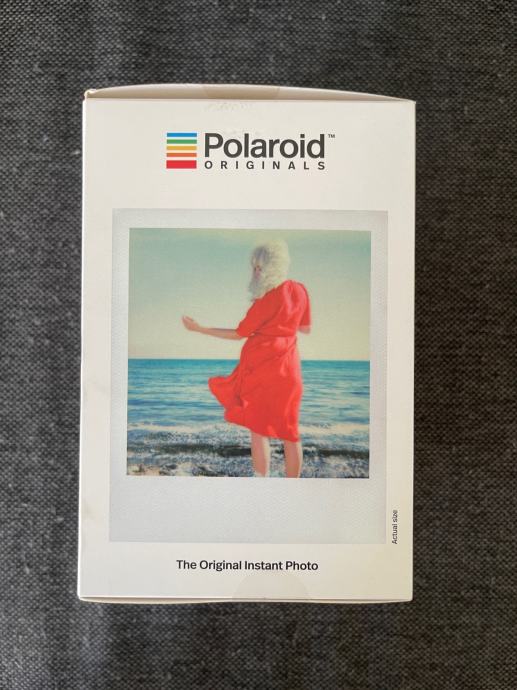 Polaroid™
ORIGINALS
Actual size
The Original Instant Photo